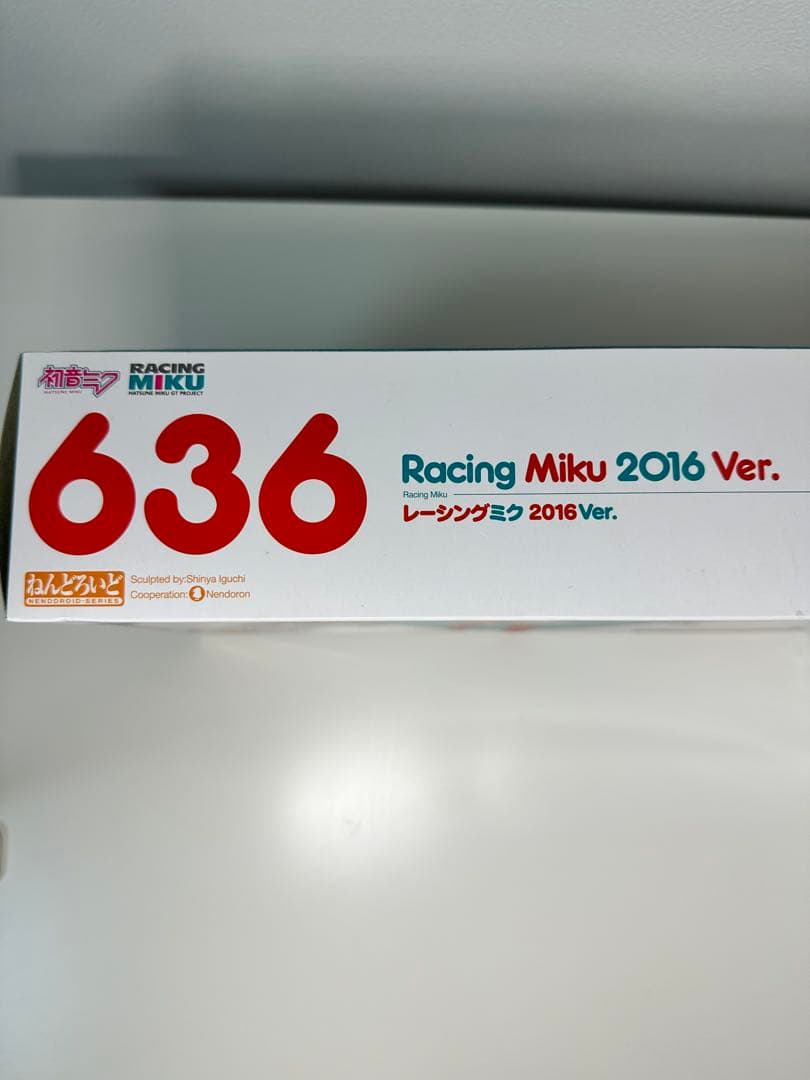 初音ミク
HATSUNE MIKU
RACING
MIKU
HATSUNE MIKU GT PROJECT
636
Racing Miku 2016 Ver.
Racing Miku
レーシングミク 2016Ver.
ねんどろいど
NENDOROID-SERIES
Sculpted by:Shinya Iguchi
Cooperation: Nendoron